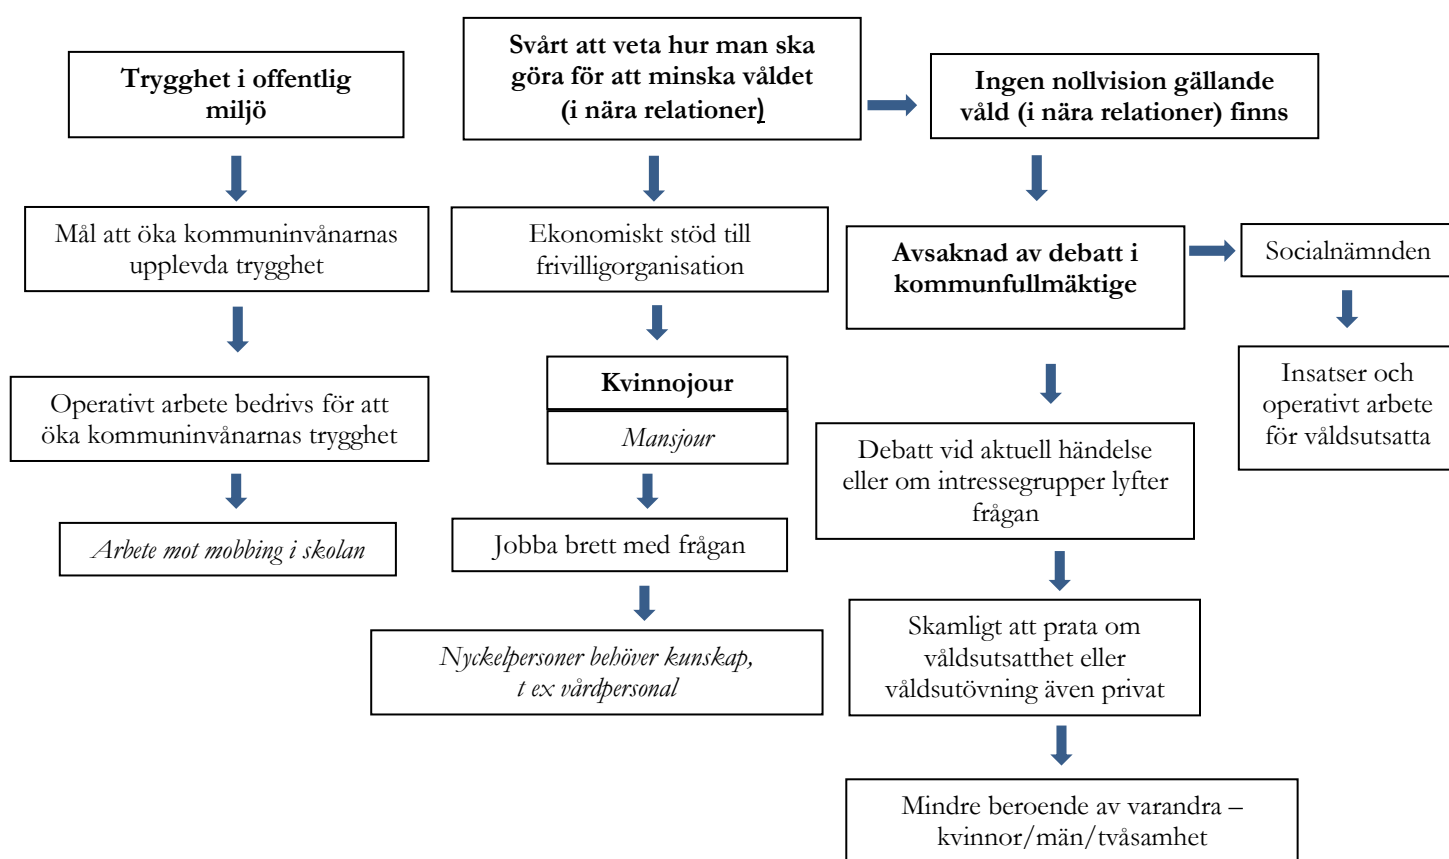 Trygghet i offentlig
miljö
Mål att öka kommuninvånarnas
upplevda trygghet
Operativt arbete bedrivs för att
öka kommuninvånarnas trygghet
Arbete mot mobbing i skolan
Svårt att veta hur man ska
göra för att minska våldet
(i nära relationer)
Ekonomiskt stöd till
frivilligorganisation
Kvinnojour
Mansjour
Jobba brett med frågan
Nyckelpersoner behöver kunskap,
t ex vårdpersonal
Ingen nollvision gällande
våld (i nära relationer) finns
Avsaknad av debatt i
kommunfullmäktige
Debatt vid aktuell händelse
eller om intressegrupper lyfter
frågan
Skamligt att prata om
våldsutsatthet eller
våldsutövning även privat
Mindre beroende av varandra –
kvinnor/män/tvåsamhet
Socialnämnden
Insatser och
operativt arbete
för våldsutsatta